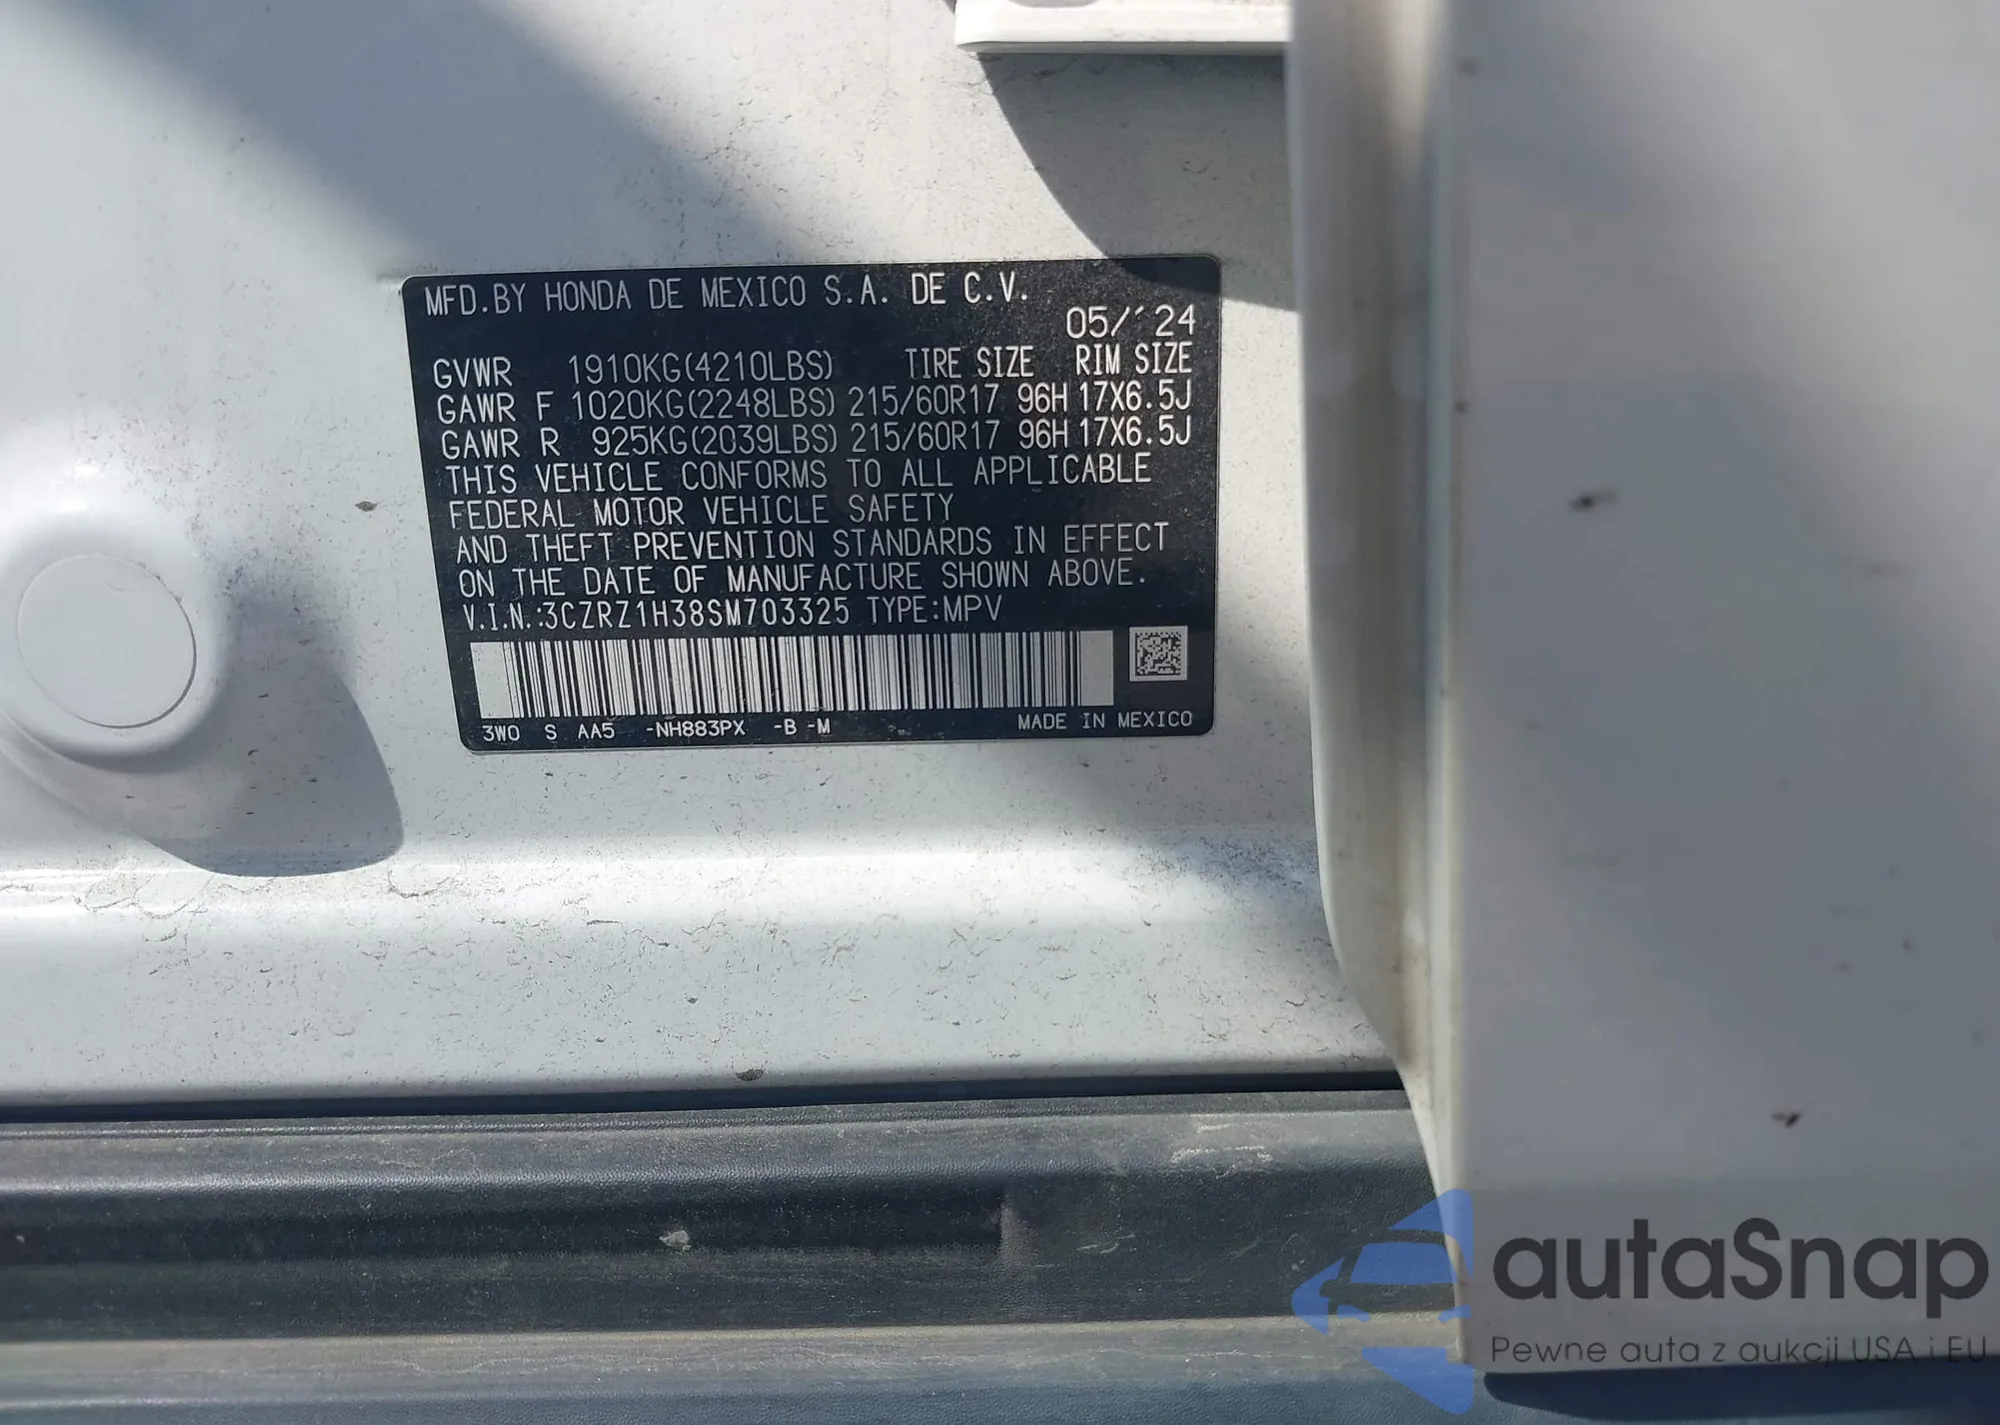 MFD.BY HONDA DE MEXICO S.A. DE C.V.
05/'24
GVWR 1910KG(4210LBS) TIRE SIZE RIM SIZE
GAWR F 1020KG(2248LBS) 215/60R17 96H 17X6.5J
GAWR R 925KG(2039LBS) 215/60R17 96H 17X6.5J
THIS VEHICLE CONFORMS TO ALL APPLICABLE
FEDERAL MOTOR VEHICLE SAFETY
AND THEFT PREVENTION STANDARDS IN EFFECT
ON THE DATE OF MANUFACTURE SHOWN ABOVE.
V.I.N.:3CZRZ1H38SM703325 TYPE:MPV
3W0 S AA5 -NH883PX -B -M MADE IN MEXICO
autaSnap
Pewne auta z aukcji USA i EU